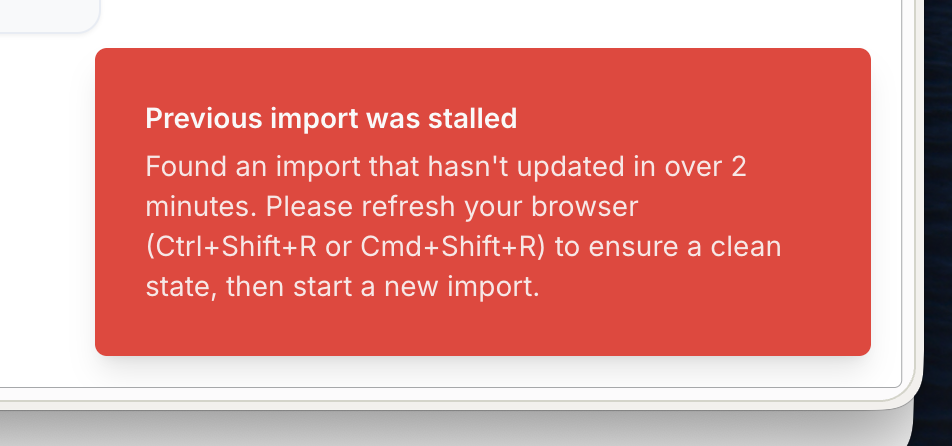 Previous import was stalled
Found an import that hasn't updated in over 2
minutes. Please refresh your browser
(Ctrl+Shift+R or Cmd+Shift+R) to ensure a clean
state, then start a new import.